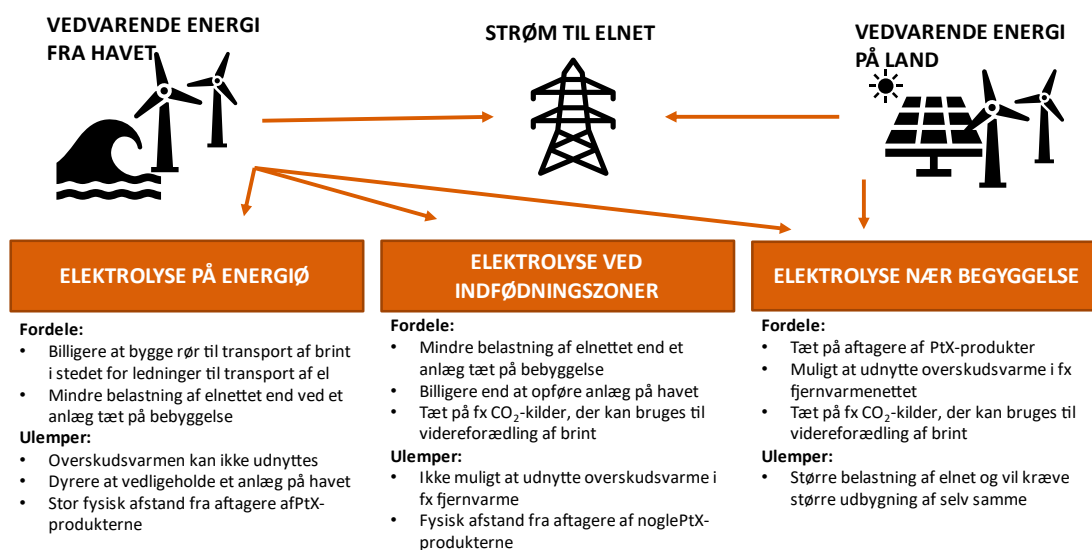 VEDVARENDE ENERGI
FRA HAVET
STRØM TIL ELNET
VEDVARENDE ENERGI
PÅ LAND
ELEKTROLYSE PÅ ENERGIØ
Fordele:
• Billigere at bygge rør til transport af brint
i stedet for ledninger til transport af el
• Mindre belastning af elnettet end ved et
anlæg tæt på bebyggelse
Ulemper:
• Overskudsvarmen kan ikke udnyttes
• Dyrere at vedligeholde et anlæg på havet
• Stor fysisk afstand fra aftagere afPtX-
produkterne
ELEKTROLYSE VED
INDFØDNINGSZONER
Fordele:
• Mindre belastning af elnettet end et
anlæg tæt på bebyggelse
• Billigere end at opføre anlæg på havet
• Tæt på fx CO₂-kilder, der kan bruges til
videreforædling af brint
Ulemper:
• Ikke muligt at udnytte overskudsvarme i
fx fjernvarme
• Fysisk afstand fra aftagere af noglePtX-
produkterne
ELEKTROLYSE NÆR BEGYGGELSE
Fordele:
• Tæt på aftagere af PtX-produkter
• Muligt at udnytte overskudsvarme i fx
fjernvarmenettet
• Tæt på fx CO₂-kilder, der kan bruges til
videreforædling af brint
Ulemper:
• Større belastning af elnet og vil kræve
større udbygning af selv samme